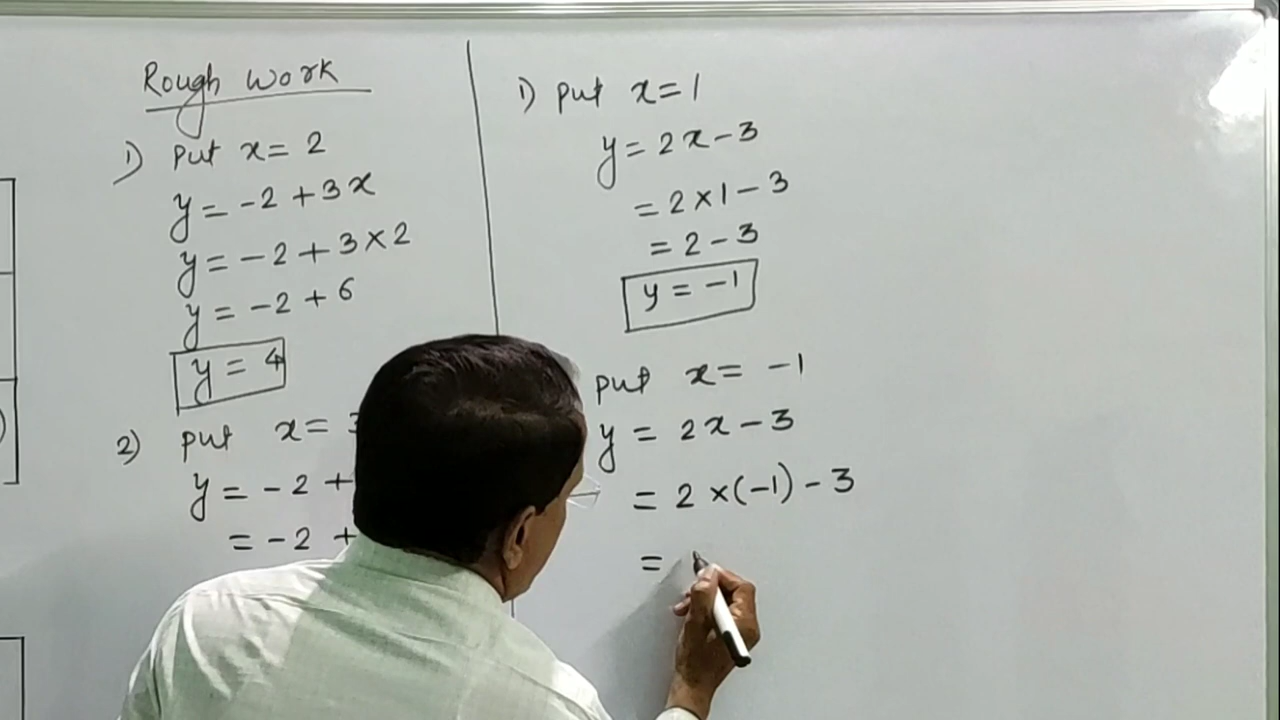 Rough Work
1) Put x = 2
y = -2 + 3x
y = -2 + 3 × 2
y = -2 + 6
y = 4
2) put x = 3
y = -2 +
= -2 +
1) put x = 1
y = 2x - 3
= 2 × 1 - 3
= 2 - 3
y = -1
put x = -1
y = 2x - 3
= 2 × (-1) - 3
=